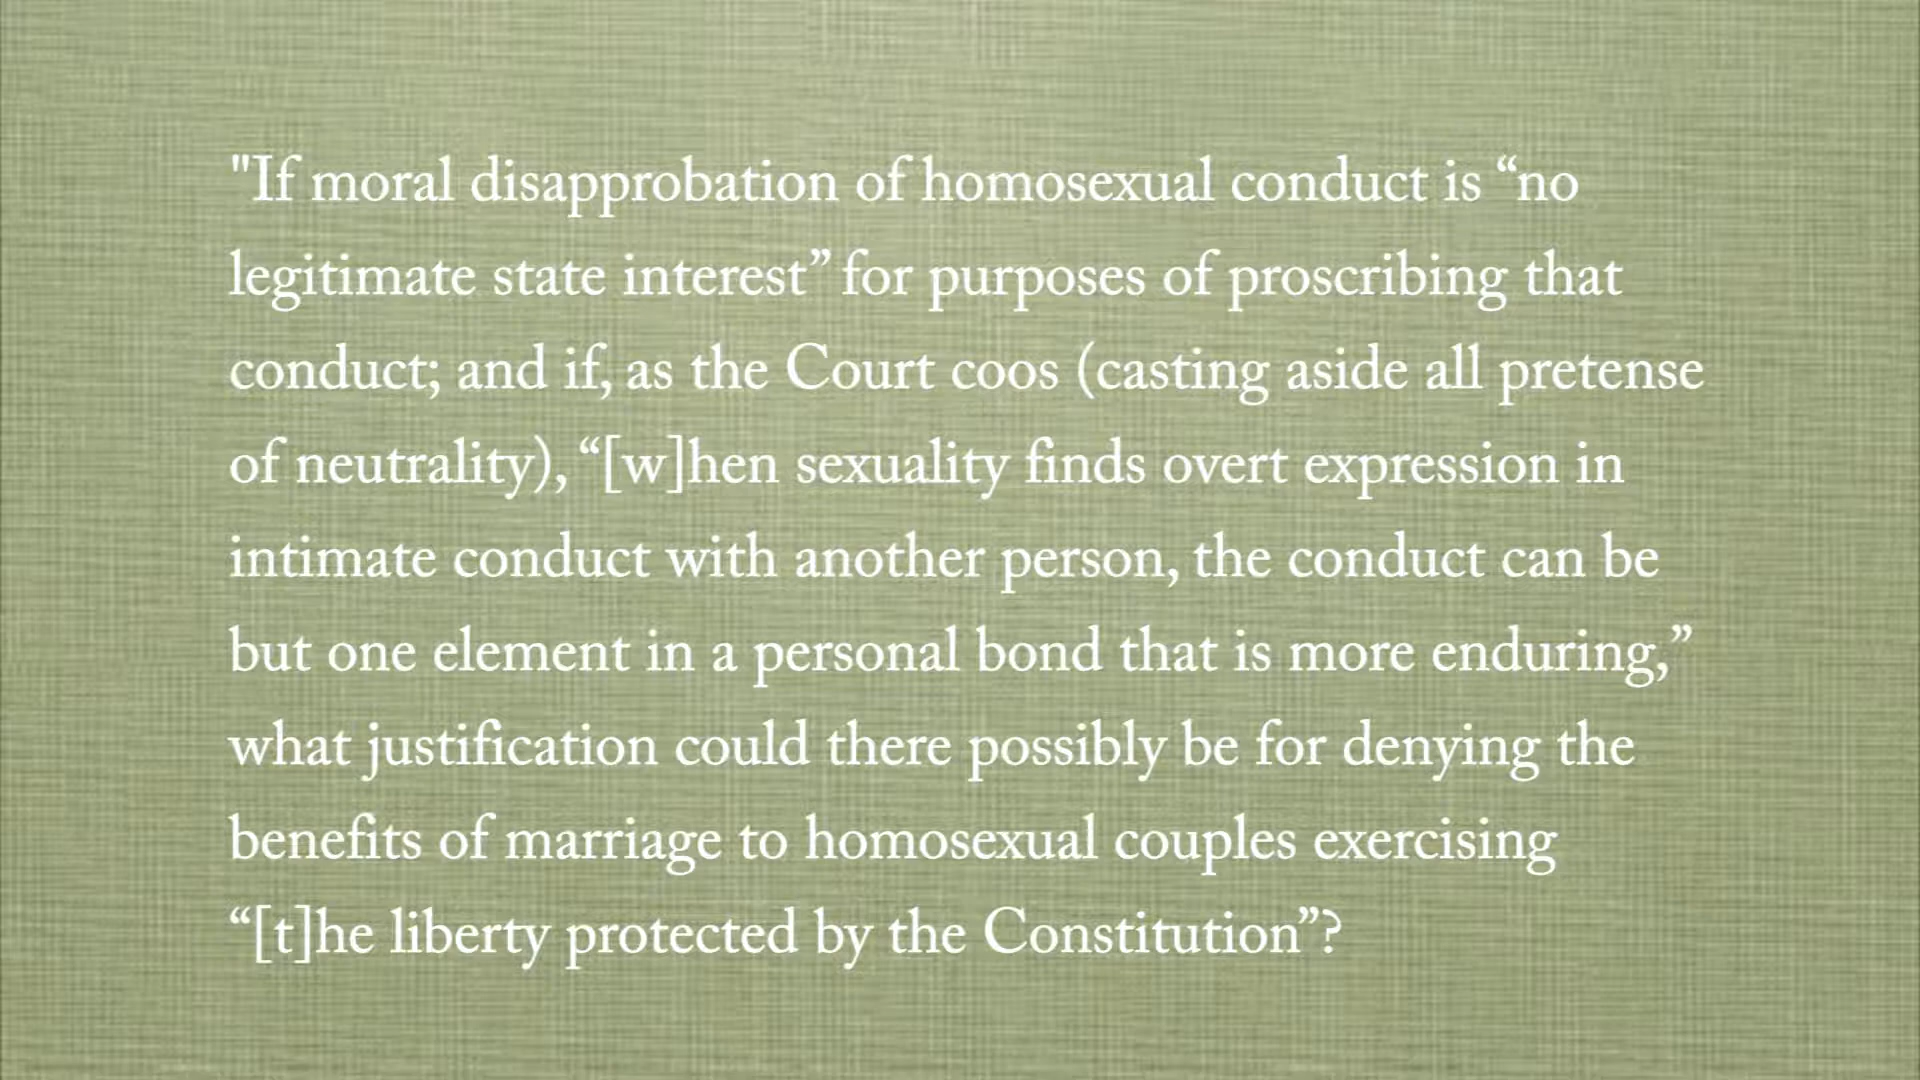 "If moral disapprobation of homosexual conduct is “no
legitimate state interest” for purposes of proscribing that
conduct; and if, as the Court coos (casting aside all pretense
of neutrality), “[w]hen sexuality finds overt expression in
intimate conduct with another person, the conduct can be
but one element in a personal bond that is more enduring,”
what justification could there possibly be for denying the
benefits of marriage to homosexual couples exercising
“[t]he liberty protected by the Constitution”?